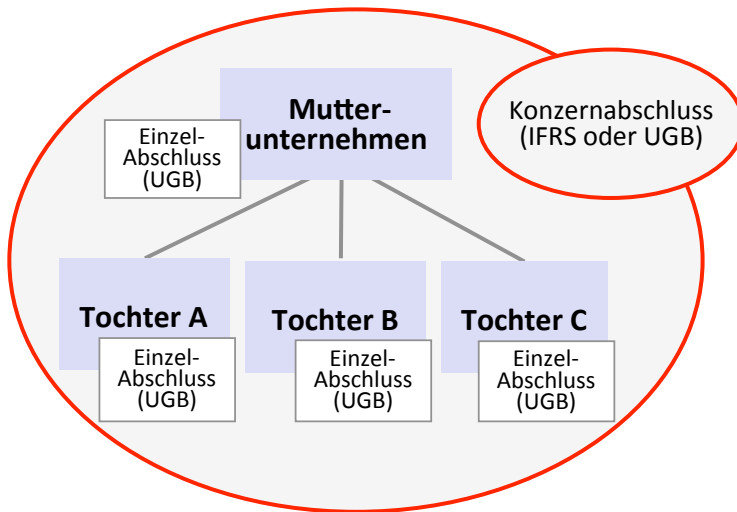 Mutter-
unternehmen
Einzel-
Abschluss
(UGB)
Konzernabschluss
(IFRS oder UGB)
Tochter A
Einzel-
Abschluss
(UGB)
Tochter B
Einzel-
Abschluss
(UGB)
Tochter C
Einzel-
Abschluss
(UGB)